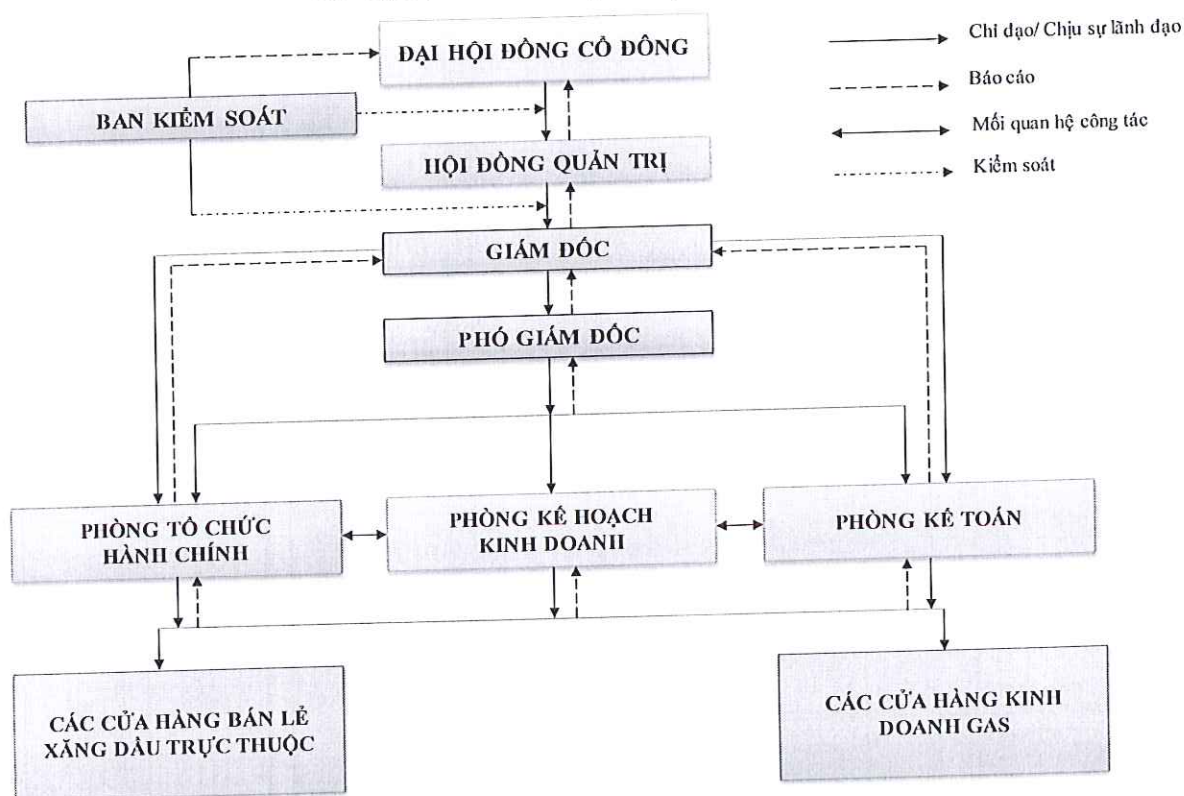 ĐẠI HỘI ĐỒNG CỔ ĐÔNG
Chỉ đạo/ Chịu sự lãnh đạo
Báo cáo
BAN KIỂM SOÁT
Mối quan hệ công tác
HỘI ĐỒNG QUẢN TRỊ
Kiểm soát
GIÁM ĐỐC
PHÓ GIÁM ĐỐC
PHÒNG TỔ CHỨC
HÀNH CHÍNH
PHÒNG KẾ HOẠCH
KINH DOANH
PHÒNG KẾ TOÁN
CÁC CỬA HÀNG BÁN LẺ
XĂNG DẦU TRỰC THUỘC
CÁC CỬA HÀNG KINH
DOANH GAS